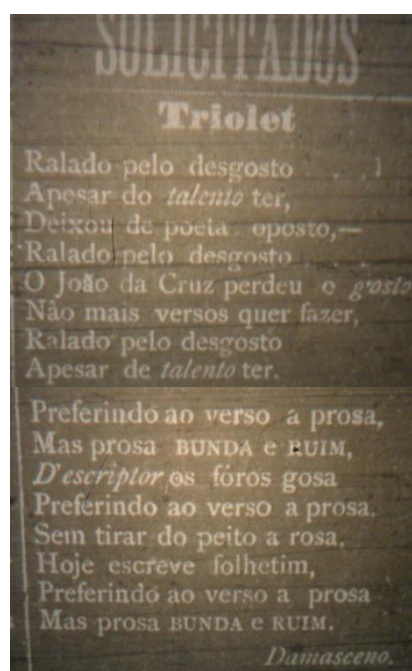 SOLICITADOS
Triolet
Ralado pelo desgosto . . .
Apesar do talento ter,
Deixou de poeta oposto,—
Ralado pelo desgosto . . .
O João da Cruz perdeu o gosto
Não mais versos quer fazer,
Ralado pelo desgosto
Apesar de talento ter.
Preferindo ao verso a prosa,
Mas prosa BUNDA e RUIM,
D'escriptor os fóros gosa
Preferindo ao verso a prosa.
Sem tirar do peito a rosa,
Hoje escreve folhetim,
Preferindo ao verso a prosa
Mas prosa BUNDA e RUIM.
Damasceno.